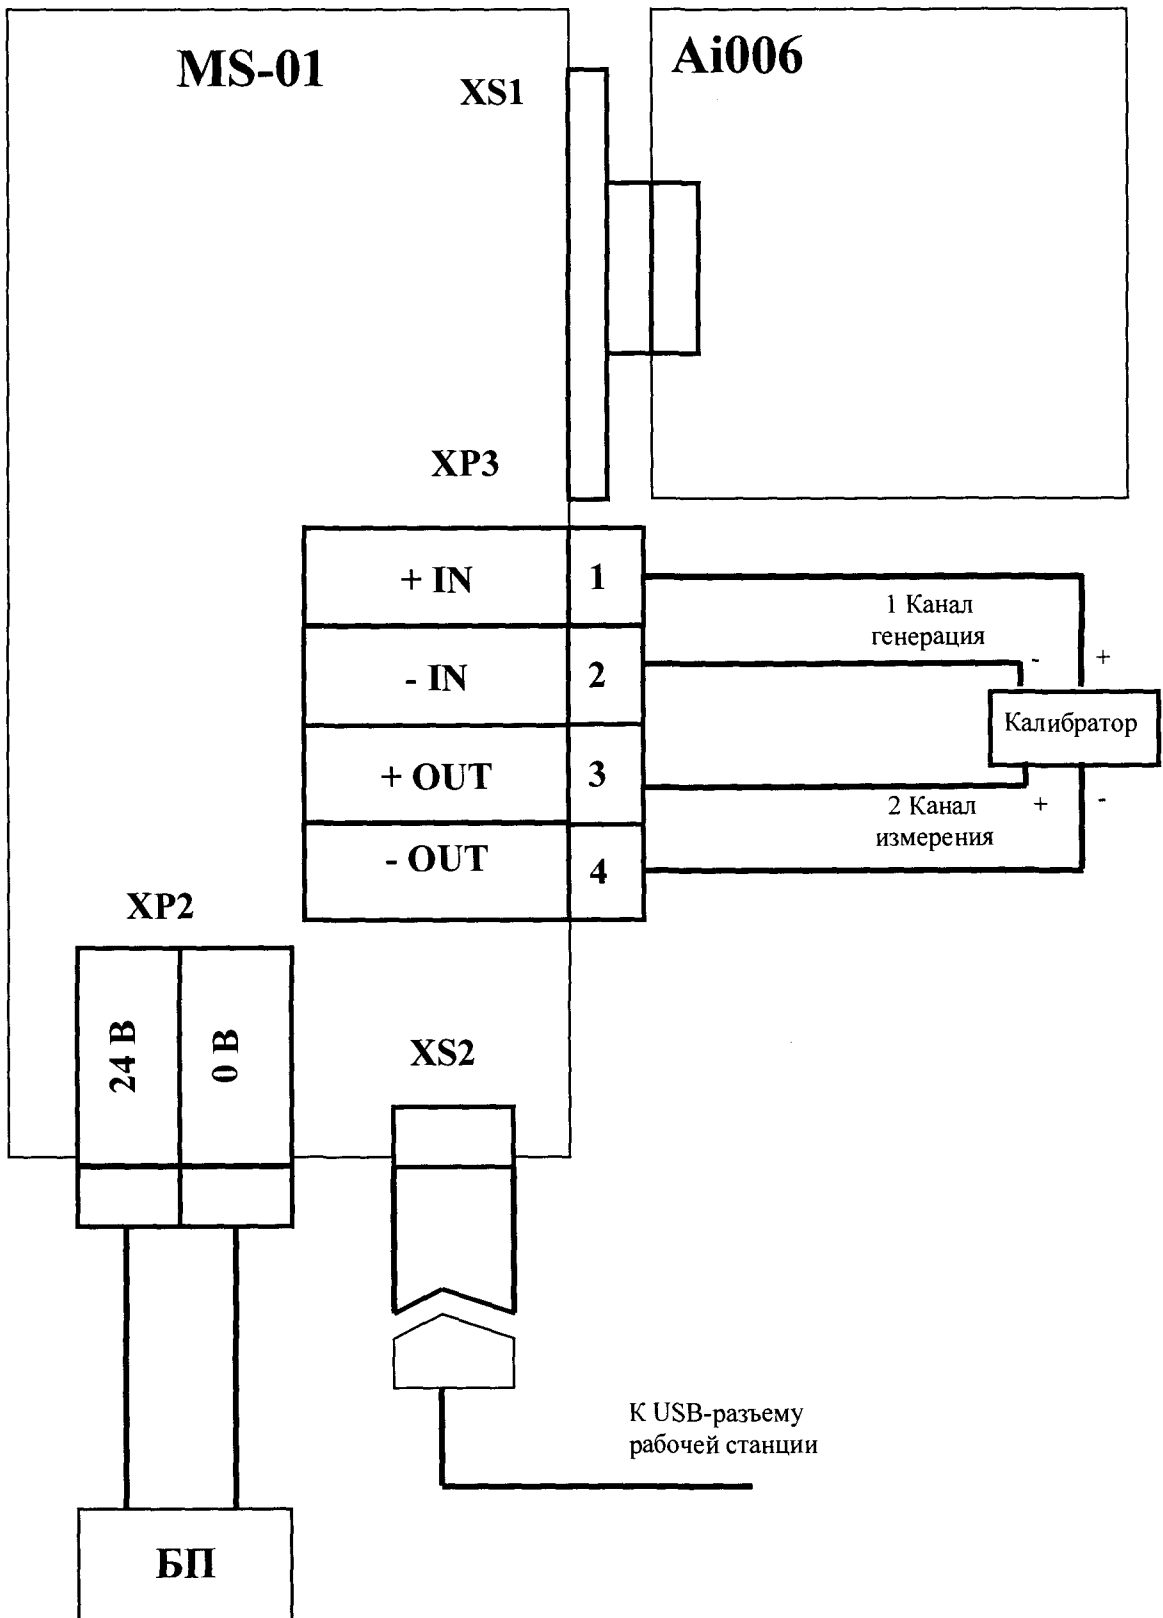 MS-01
Ai006
XS1
XP3
+ IN 1
- IN 2
+ OUT 3
- OUT 4
1 Канал
генерация
- +
Калибратор
+ -
2 Канал
измерения
XP2
24 В
0 В
XS2
К USB-разъему
рабочей станции
БП